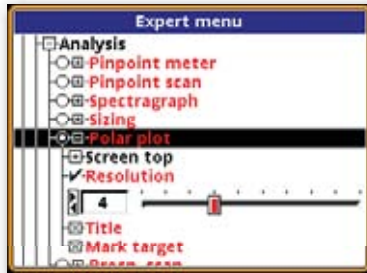 Expert menu
Analysis
Pinpoint meter
Pinpoint scan
Spectragraph
Sizing
Polar plot
Screen top
Resolution
4
Title
Mark target